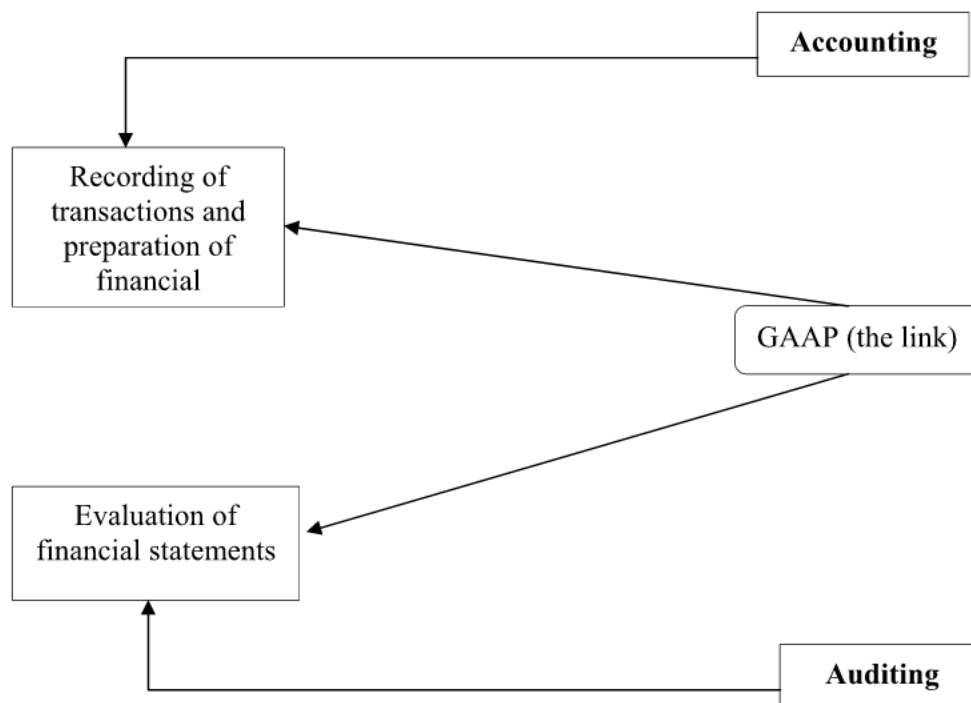 Accounting
Recording of
transactions and
preparation of
financial
GAAP (the link)
Evaluation of
financial statements
Auditing